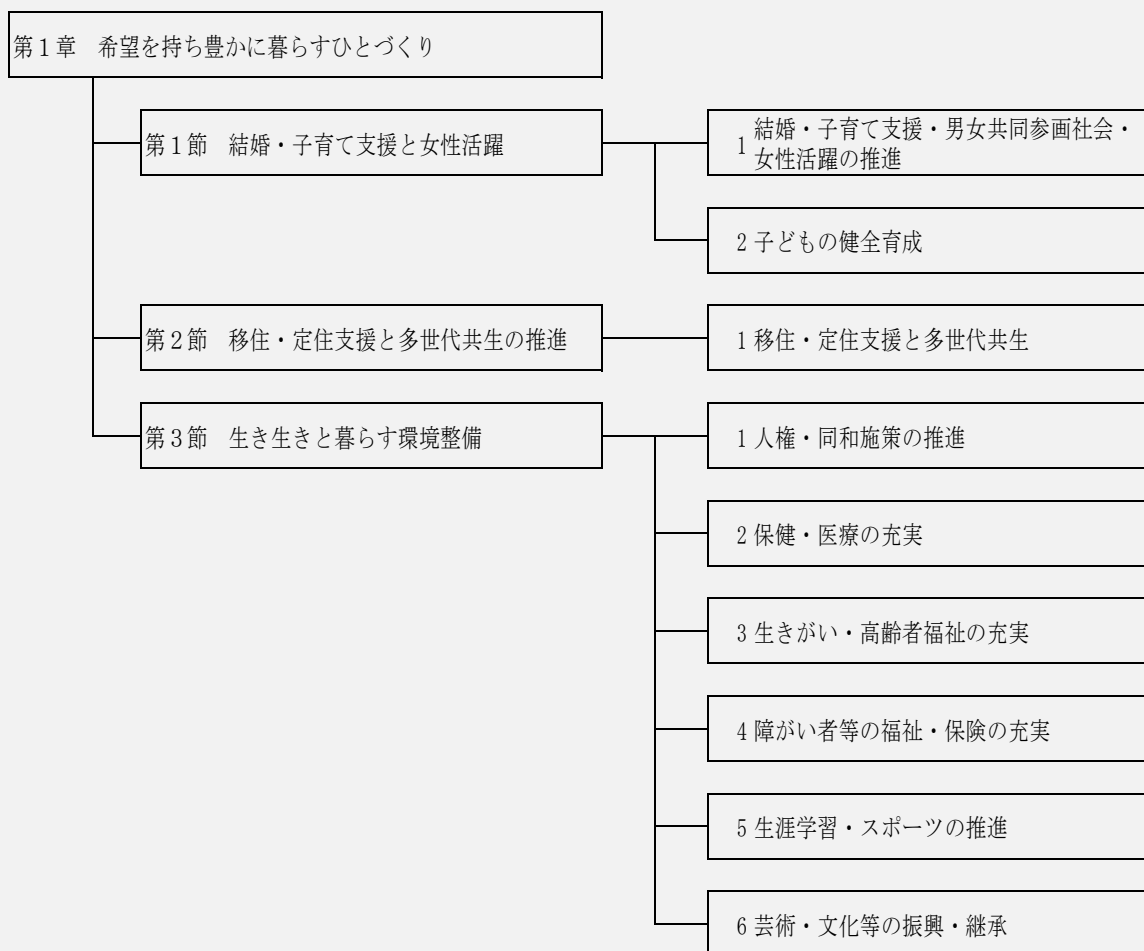 第１章　希望を持ち豊かに暮らすひとづくり
第１節　結婚・子育て支援と女性活躍
1 結婚・子育て支援・男女共同参画社会・
女性活躍の推進
2 子どもの健全育成
第２節　移住・定住支援と多世代共生の推進
1 移住・定住支援と多世代共生
第３節　生き生きと暮らす環境整備
1 人権・同和施策の推進
2 保健・医療の充実
3 生きがい・高齢者福祉の充実
4 障がい者等の福祉・保険の充実
5 生涯学習・スポーツの推進
6 芸術・文化等の振興・継承